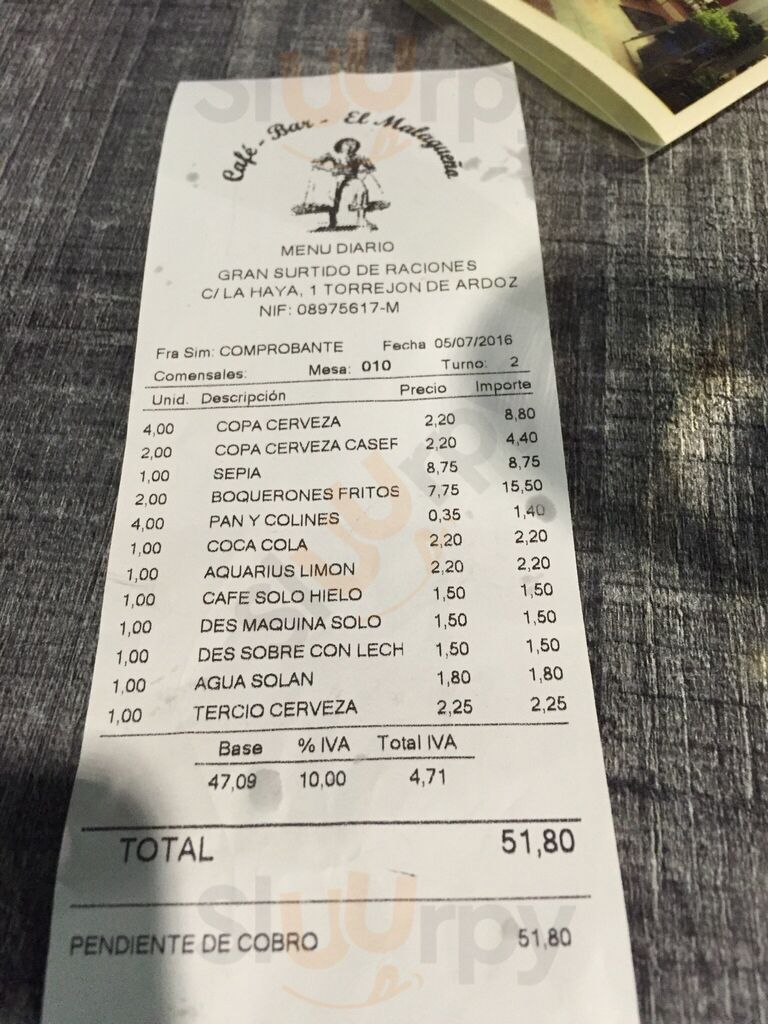 Café - Bar - El Malagueña
MENU DIARIO
GRAN SURTIDO DE RACIONES
C/ LA HAYA, 1 TORREJON DE ARDOZ
NIF: 08975617-M
Fra Sim: COMPROBANTE Fecha 05/07/2016
Comensales: Mesa: 010 Turno: 2
Unid. Descripción Precio Importe
4,00 COPA CERVEZA 2,20 8,80
2,00 COPA CERVEZA CASER 2,20 4,40
1,00 SEPIA 8,75 8,75
2,00 BOQUERONES FRITOS 7,75 15,50
4,00 PAN Y COLINES 0,35 1,40
1,00 COCA COLA 2,20 2,20
1,00 AQUARIUS LIMON 2,20 2,20
1,00 CAFE SOLO HIELO 1,50 1,50
1,00 DES MAQUINA SOLO 1,50 1,50
1,00 DES SOBRE CON LECH 1,50 1,50
1,00 AGUA SOLAN 1,80 1,80
1,00 TERCIO CERVEZA 2,25 2,25
Base % IVA Total IVA
47,09 10,00 4,71
TOTAL 51,80
PENDIENTE DE COBRO 51,80
sluurpy
sluurpy
sluurpy